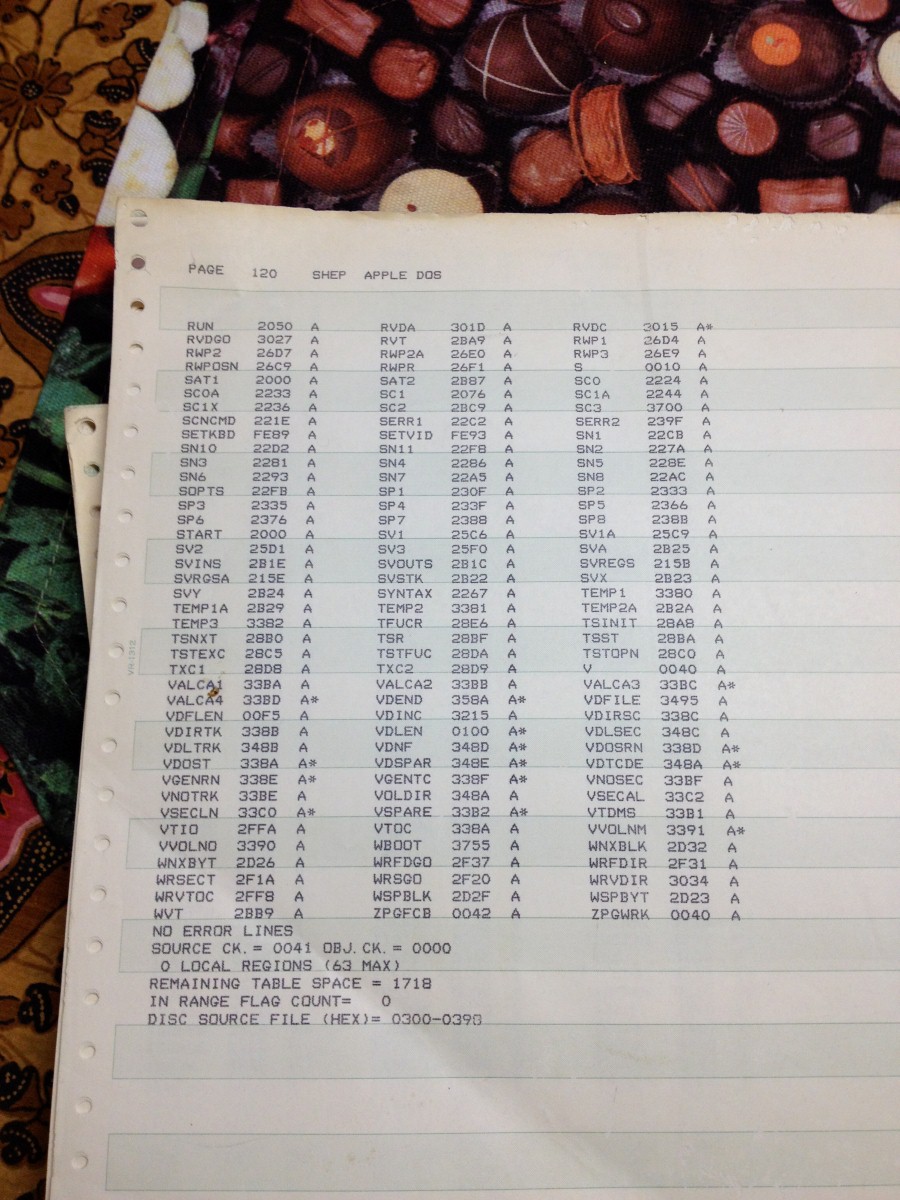 PAGE 120 SHEP APPLE DOS
RUN 2050 A RVDA 301D A RVDC 3015 A*
RVDGO 3027 A RVT 2BA9 A RWP1 26D4 A
RWP2 26D7 A RWP2A 26E0 A RWP3 26E9 A
RWPOSN 26C9 A RWPR 26F1 A S 0010 A
SAT1 2000 A SAT2 2B87 A SC0 2224 A
SC0A 2233 A SC1 2076 A SC1A 2244 A
SC1X 2236 A SC2 2BC9 A SC3 3700 A
SCNCMD 221E A SERR1 22C2 A SERR2 239F A
SETKBD FE89 A SETVID FE93 A SN1 22CB A
SN10 22D2 A SN11 22F8 A SN2 227A A
SN3 2281 A SN4 2286 A SN5 228E A
SN6 2293 A SN7 22A5 A SN8 22AC A
SOPTS 22FB A SP1 230F A SP2 2333 A
SP3 2335 A SP4 233F A SP5 2366 A
SP6 2376 A SP7 2388 A SP8 238B A
START 2000 A SV1 25C6 A SV1A 25C9 A
SV2 25D1 A SV3 25F0 A SVA 2B25 A
SVINS 2B1E A SVOUTS 2B1C A SVREGS 215B A
SVRGSA 215E A SVSTK 2B22 A SVX 2B23 A
SVY 2B24 A SYNTAX 2267 A TEMP1 3380 A
TEMP1A 2B29 A TEMP2 3381 A TEMP2A 2B2A A
TEMP3 3382 A TFUCR 28E6 A TSINIT 28A8 A
TSNXT 28B0 A TSR 28BF A TSST 28BA A
TSTEXC 28C5 A TSTFUC 28DA A TSTOPN 28C0 A
TXC1 28D8 A TXC2 28D9 A V 0040 A
VALCA1 33BA A VALCA2 33BB A VALCA3 33BC A*
VALCA4 33BD A* VDEND 358A A* VDFILE 3495 A
VDFLEN 00F5 A VDINC 3215 A VDIRSC 338C A
VDIRTK 338B A VDLEN 0100 A* VDLSEC 348C A
VDLTRK 348B A VDNF 348D A* VDOSRN 338D A*
VDOST 338A A* VDSPAR 348E A* VDTCDE 348A A*
VGENRN 338E A* VGENTC 338F A* VNOSEC 33BF A
VNOTRK 33BE A VOLDIR 348A A VSECAL 33C2 A
VSECLN 33C0 A* VSPARE 33B2 A* VTDMS 33B1 A
VTIO 2FFA A VTOC 338A A VVOLNM 3391 A*
VVOLNO 3390 A WBOOT 3755 A WNXBLK 2D32 A
WNXBYT 2D26 A WRFDGO 2F37 A WRFDIR 2F31 A
WRSECT 2F1A A WRSGO 2F20 A WRVDIR 3034 A
WRVTOC 2FF8 A WSPBLK 2D2F A WSPBYT 2D23 A
WVT 2BB9 A ZPGFCB 0042 A ZPGWRK 0040 A
NO ERROR LINES
SOURCE CK.= 0041 OBJ.CK.= 0000
0 LOCAL REGIONS (63 MAX)
REMAINING TABLE SPACE = 1718
IN RANGE FLAG COUNT= 0
DISC SOURCE FILE (HEX)= 0300-0398
VR-1312